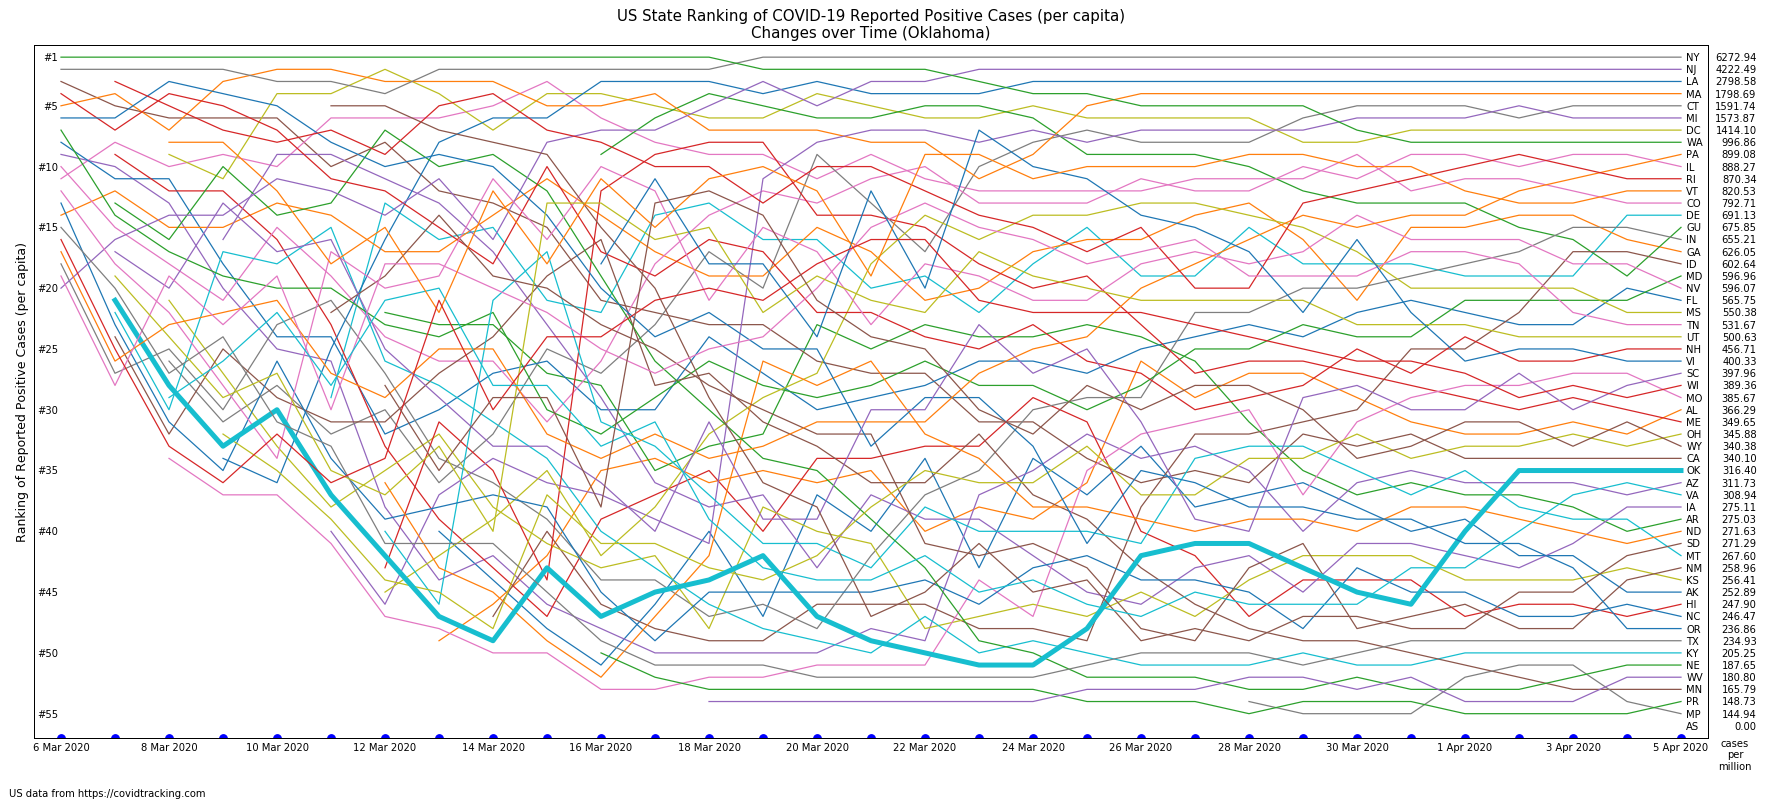 US State Ranking of COVID-19 Reported Positive Cases (per capita)
Changes over Time (Oklahoma)
Ranking of Reported Positive Cases (per capita)
#1
#5
#10
#15
#20
#25
#30
#35
#40
#45
#50
#55
NY 6272.94
NJ 4222.49
LA 2798.58
MA 1798.69
CT 1591.74
MI 1573.87
DC 1414.10
WA 996.86
PA 899.08
IL 888.27
RI 870.34
VT 820.53
CO 792.71
DE 691.13
GU 675.85
IN 655.21
GA 626.05
ID 602.64
MD 596.96
NV 596.07
FL 565.75
MS 550.38
TN 531.67
UT 500.63
NH 456.71
VI 400.33
SC 397.96
WI 389.36
MO 385.67
AL 366.29
ME 349.65
OH 345.88
WY 340.38
CA 340.10
OK 316.40
AZ 311.73
VA 308.94
IA 275.11
AR 275.03
ND 271.63
SD 271.29
MT 267.60
NM 258.96
KS 256.41
AK 252.89
HI 247.90
NC 246.47
OR 236.86
TX 234.93
KY 205.25
NE 187.65
WV 180.80
MN 165.79
PR 148.73
MP 144.94
AS 0.00
6 Mar 2020 8 Mar 2020 10 Mar 2020 12 Mar 2020 14 Mar 2020 16 Mar 2020 18 Mar 2020 20 Mar 2020 22 Mar 2020 24 Mar 2020 26 Mar 2020 28 Mar 2020 30 Mar 2020 1 Apr 2020 3 Apr 2020 5 Apr 2020
cases
per
million
US data from https://covidtracking.com